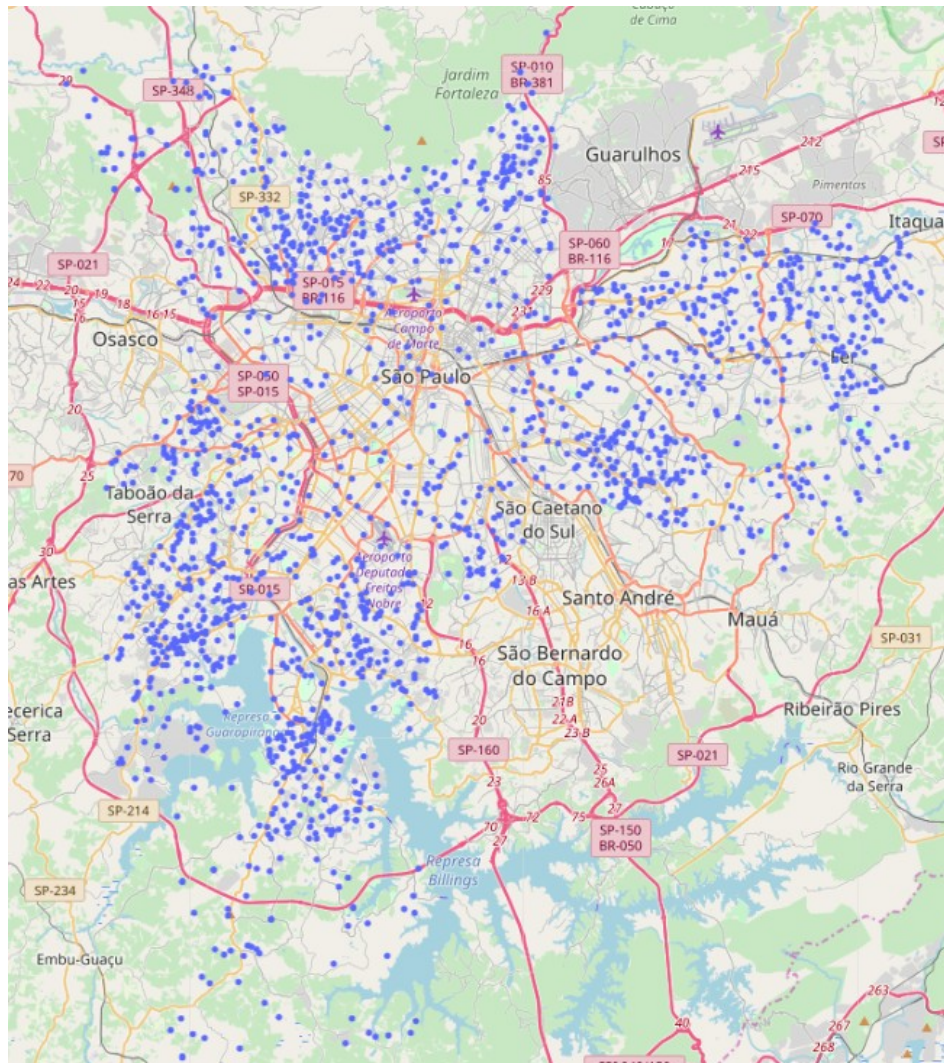 Cabuçu
de Cima
SP-010
BR-381
Jardim
Fortaleza
29
SP-348
212
Guarulhos
215
85
Pimentas
SP-332
SP-070
21
22
Itaqua
17
SP-060
BR-116
SP-021
24
22
20
19
18
16-15
15
16
SP-015
BR-116
229
231
Aeroporto
Campo
de Marte
Osasco
Fer
São Paulo
SP-050
SP-015
20
70
25
Taboão da
Serra
São Caetano
do Sul
30
Aeroporto
Deputado
Freitas
Nobre
13 B
as Artes
SP-015
12
16 A
Santo André
Mauá
SP-031
16
16
São Bernardo
do Campo
ecerica
Serra
Represa
Guarapiranga
21B
22 A
23 B
20
Ribeirão Pires
SP-160
SP-021
25
26A
27
23
Rio Grande
da Serra
SP-214
70
72
75
27
SP-150
BR-050
Represa
Billings
SP-234
Embu-Guaçu
263
40
267
268